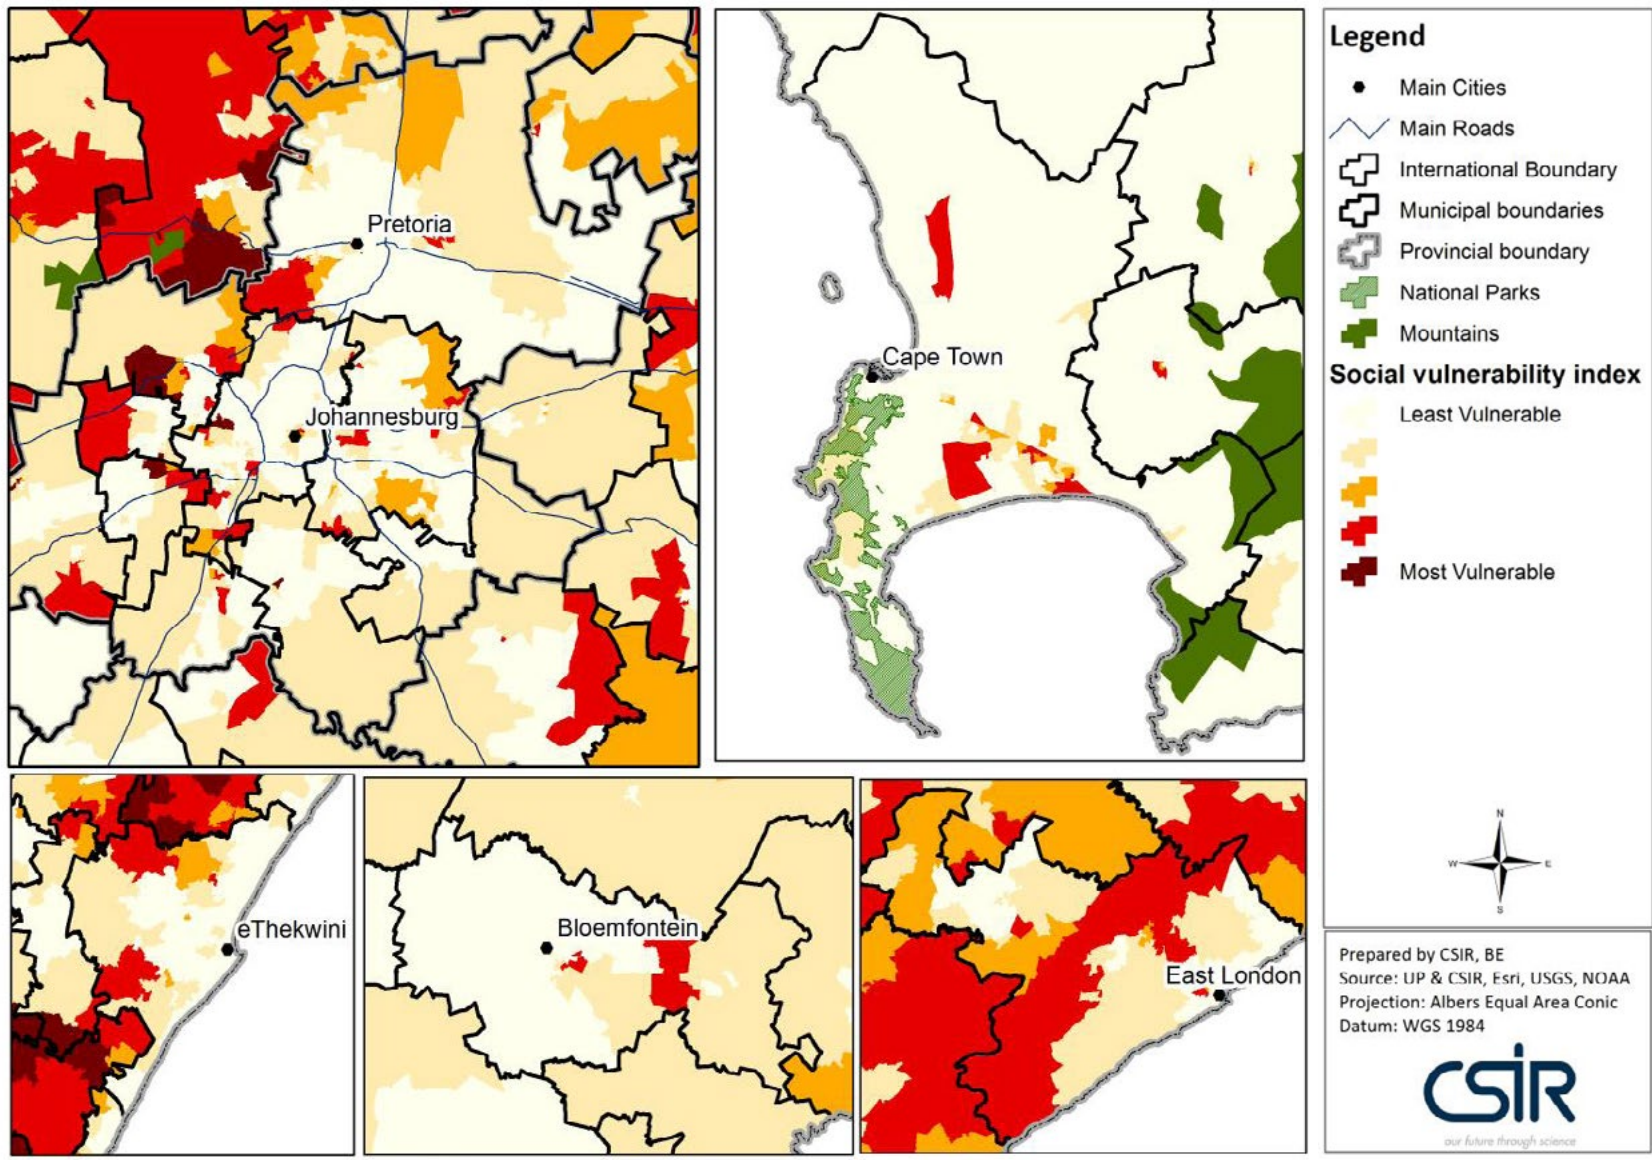 Pretoria
Johannesburg
Cape Town
eThekwini
Bloemfontein
East London
Legend
Main Cities
Main Roads
International Boundary
Municipal boundaries
Provincial boundary
National Parks
Mountains
Social vulnerability index
Least Vulnerable
Most Vulnerable
N
W
E
S
Prepared by CSIR, BE
Source: UP & CSIR, Esri, USGS, NOAA
Projection: Albers Equal Area Conic
Datum: WGS 1984
CSIR
our future through science